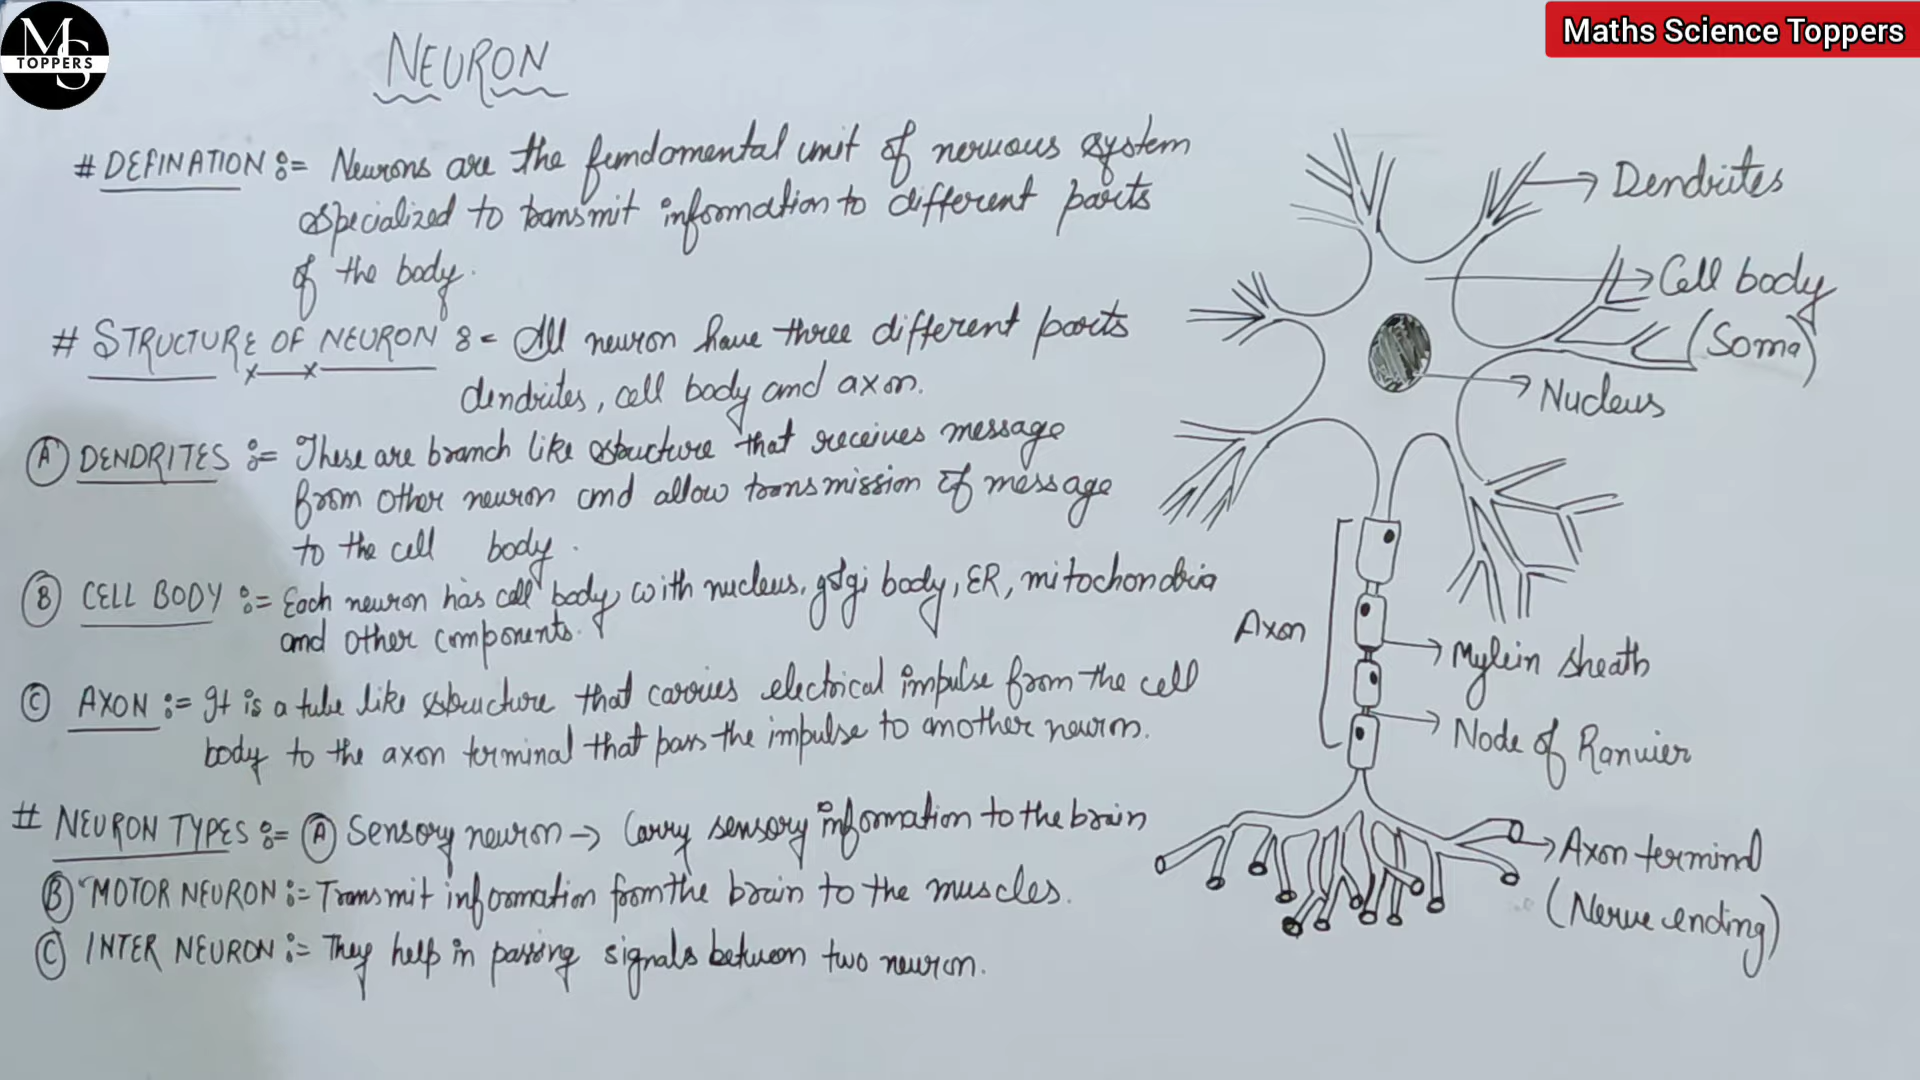 MS
TOPPERS
Maths Science Toppers
NEURON
# DEFINATION := Neurons are the fundamental unit of nervous system
specialized to transmit information to different parts
of the body.
# STRUCTURE OF NEURON := All neuron have three different parts
dendrites, cell body and axon.
(A) DENDRITES := These are branch like structure that receives message
from other neuron and allow transmission of message
to the cell body.
(B) CELL BODY := Each neuron has cell body with nucleus, golgi body, ER, mitochondria
and other components.
(C) AXON := It is a tube like structure that carries electrical impulse from the cell
body to the axon terminal that pass the impulse to another neuron.
# NEURON TYPES := (A) Sensory neuron → Carry sensory information to the brain
(B) MOTOR NEURON := Transmit information from the brain to the muscles.
(C) INTER NEURON := They help in passing signals between two neuron.
Dendrites
Cell body
(Soma)
Nucleus
Axon
Mylein sheath
Node of Ranvier
Axon terminal
(Nerve ending)